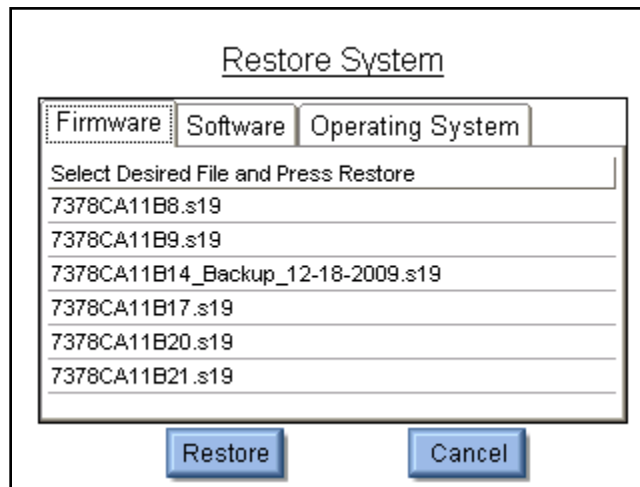 Restore System
Firmware Software Operating System
Select Desired File and Press Restore
7378CA11B8.s19
7378CA11B9.s19
7378CA11B14_Backup_12-18-2009.s19
7378CA11B17.s19
7378CA11B20.s19
7378CA11B21.s19
Restore Cancel